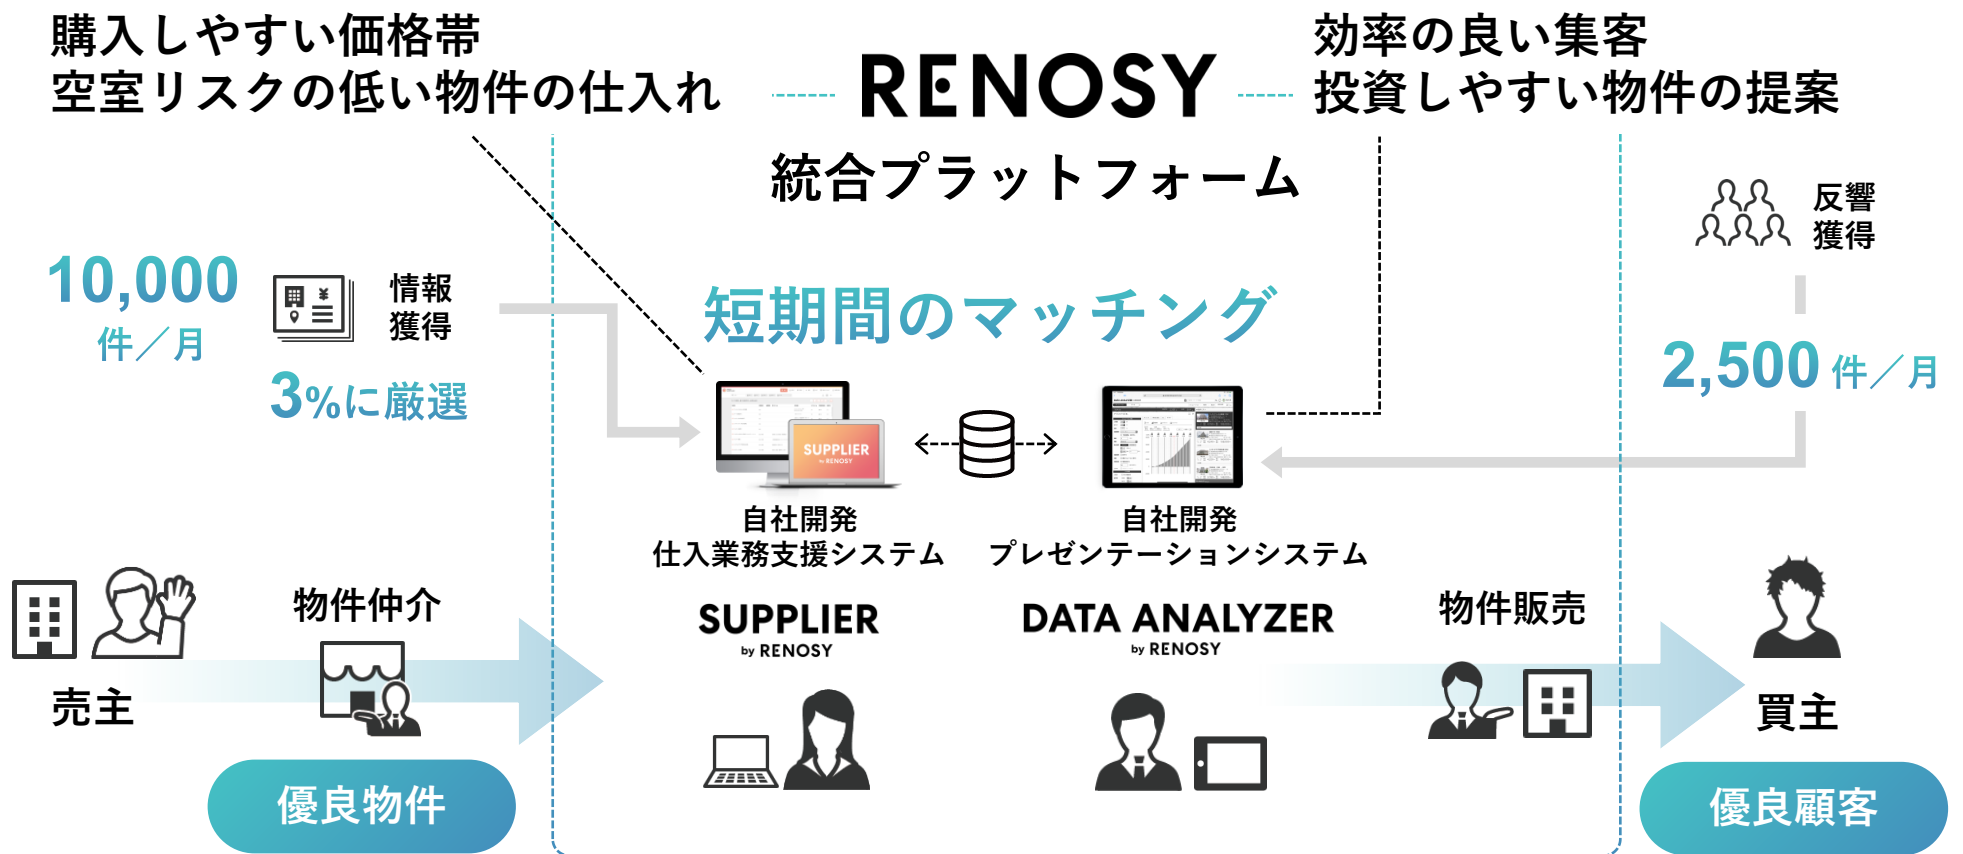 購入しやすい価格帯
空室リスクの低い物件の仕入れ
RENOSY
統合プラットフォーム
効率の良い集客
投資しやすい物件の提案
10,000
件／月
情報
獲得
3%に厳選
短期間のマッチング
反響
獲得
2,500 件／月
SUPPLIER
by RENOSY
自社開発
仕入業務支援システム
自社開発
プレゼンテーションシステム
SUPPLIER
by RENOSY
DATA ANALYZER
by RENOSY
売主
物件仲介
優良物件
物件販売
買主
優良顧客